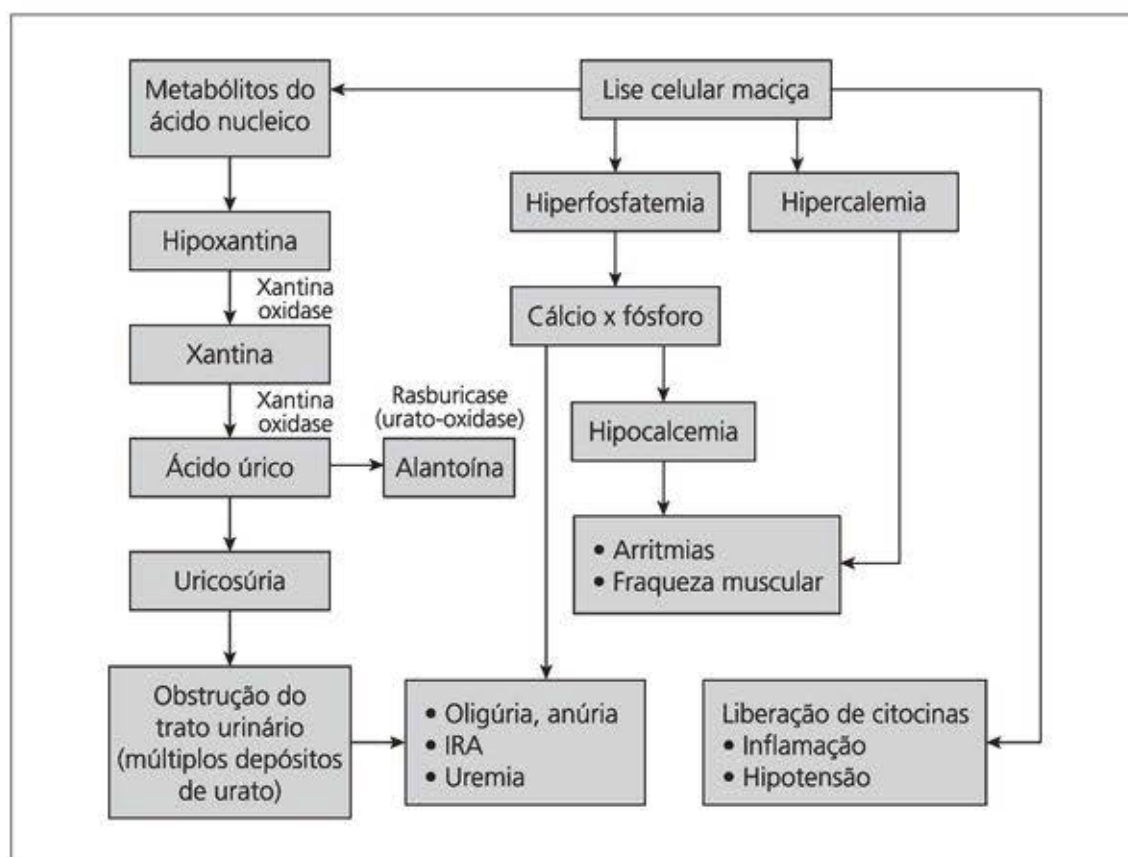 Metabólitos do
ácido nucleico
Lise celular maciça
Hiperfosfatemia
Hipercalemia
Hipoxantina
Xantina
oxidase
Cálcio x fósforo
Xantina
Xantina
oxidase
Rasburicase
(urato-oxidase)
Hipocalcemia
Ácido úrico
Alantoína
• Arritmias
• Fraqueza muscular
Uricosúria
Obstrução do
trato urinário
(múltiplos depósitos
de urato)
• Oligúria, anúria
• IRA
• Uremia
Liberação de citocinas
• Inflamação
• Hipotensão